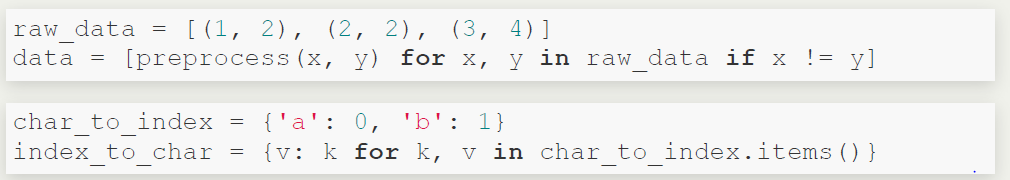 raw_data = [(1, 2), (2, 2), (3, 4)]
data = [preprocess(x, y) for x, y in raw_data if x != y]
char_to_index = {'a': 0, 'b': 1}
index_to_char = {v: k for k, v in char_to_index.items()}